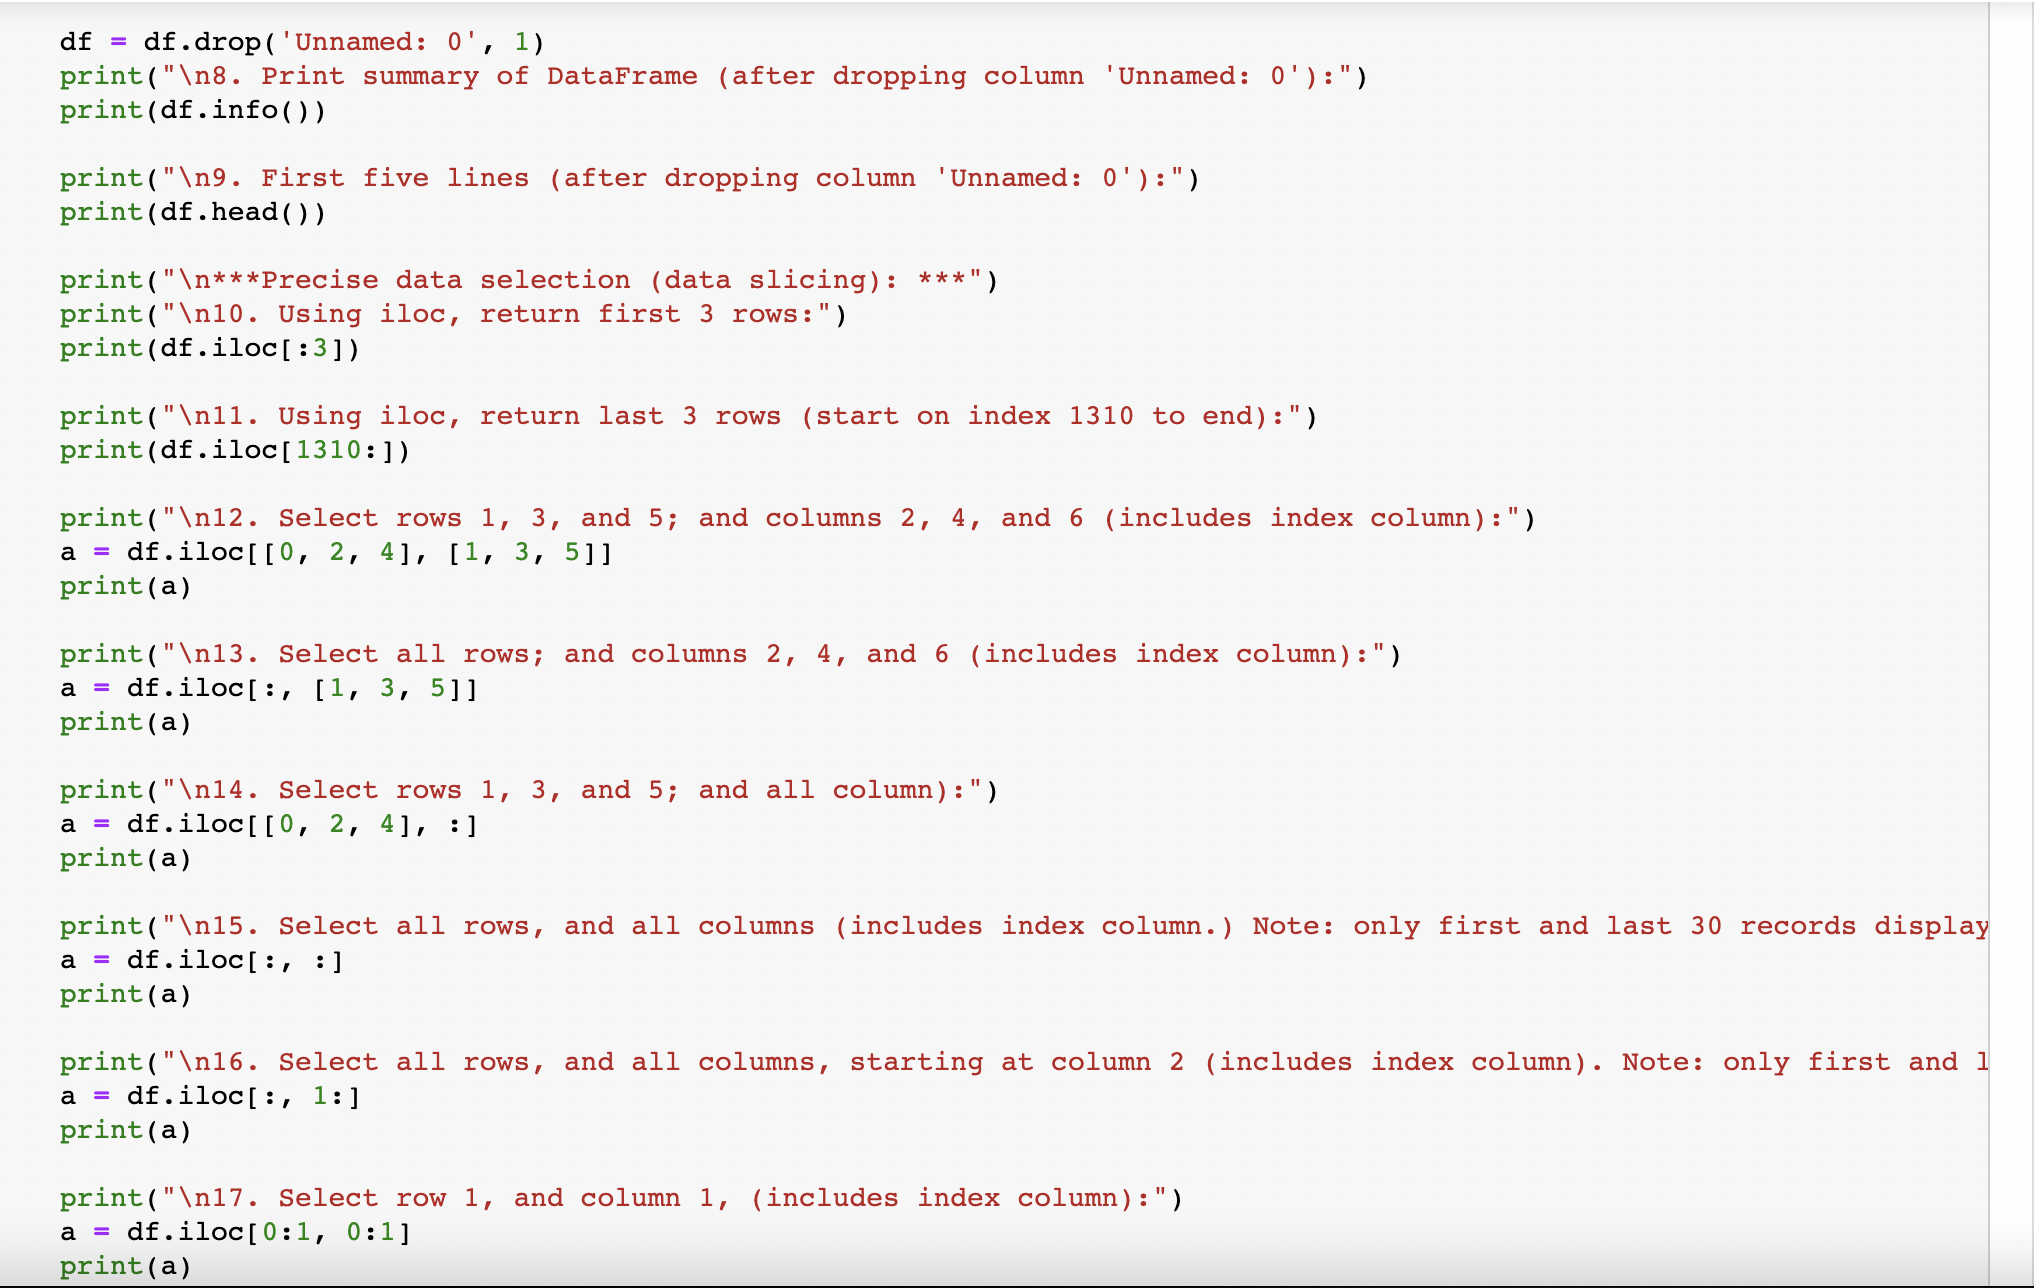 df = df.drop('Unnamed: 0', 1)
print("\n8. Print summary of DataFrame (after dropping column 'Unnamed: 0'):")
print(df.info())
print("\n9. First five lines (after dropping column 'Unnamed: 0'):")
print(df.head())
print("\n***Precise data selection (data slicing): ***")
print("\n10. Using iloc, return first 3 rows:")
print(df.iloc[:3])
print("\n11. Using iloc, return last 3 rows (start on index 1310 to end):")
print(df.iloc[1310:])
print("\n12. Select rows 1, 3, and 5; and columns 2, 4, and 6 (includes index column):")
a = df.iloc[[0, 2, 4], [1, 3, 5]]
print(a)
print("\n13. Select all rows; and columns 2, 4, and 6 (includes index column):")
a = df.iloc[:, [1, 3, 5]]
print(a)
print("\n14. Select rows 1, 3, and 5; and all column):")
a = df.iloc[[0, 2, 4], :]
print(a)
print("\n15. Select all rows, and all columns (includes index column.) Note: only first and last 30 records display
a = df.iloc[:, :]
print(a)
print("\n16. Select all rows, and all columns, starting at column 2 (includes index column). Note: only first and l
a = df.iloc[:, 1:]
print(a)
print("\n17. Select row 1, and column 1, (includes index column):")
a = df.iloc[0:1, 0:1]
print(a)